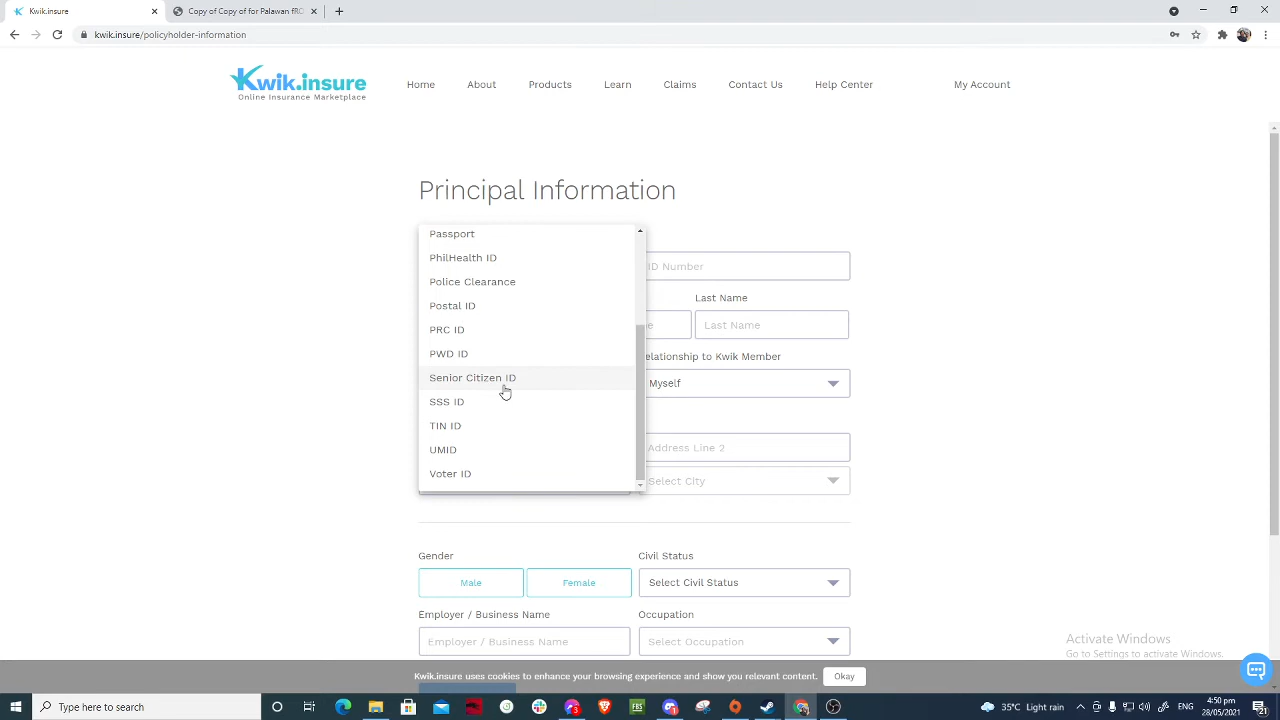 Kwik.insure
Copy of Copy for Palawan fRC
kwik.insure/policyholder-information
Kwik.insure
Online Insurance Marketplace
Home
About
Products
Learn
Claims
Contact Us
Help Center
My Account
Principal Information
Passport
PhilHealth ID
Police Clearance
Postal ID
PRC ID
PWD ID
Senior Citizen ID
SSS ID
TIN ID
UMID
Voter ID
ID Number
Last Name
Last Name
elationship to Kwik Member
Myself
Address Line 2
Select City
Gender
Civil Status
Male
Female
Select Civil Status
Employer / Business Name
Occupation
Employer / Business Name
Select Occupation
Activate Windows
Go to Settings to activate Windows.
Kwik.insure uses cookies to enhance your browsing experience and show you relevant content.
Okay
Type here to search
35°C Light rain
4:50 pm
28/05/2021